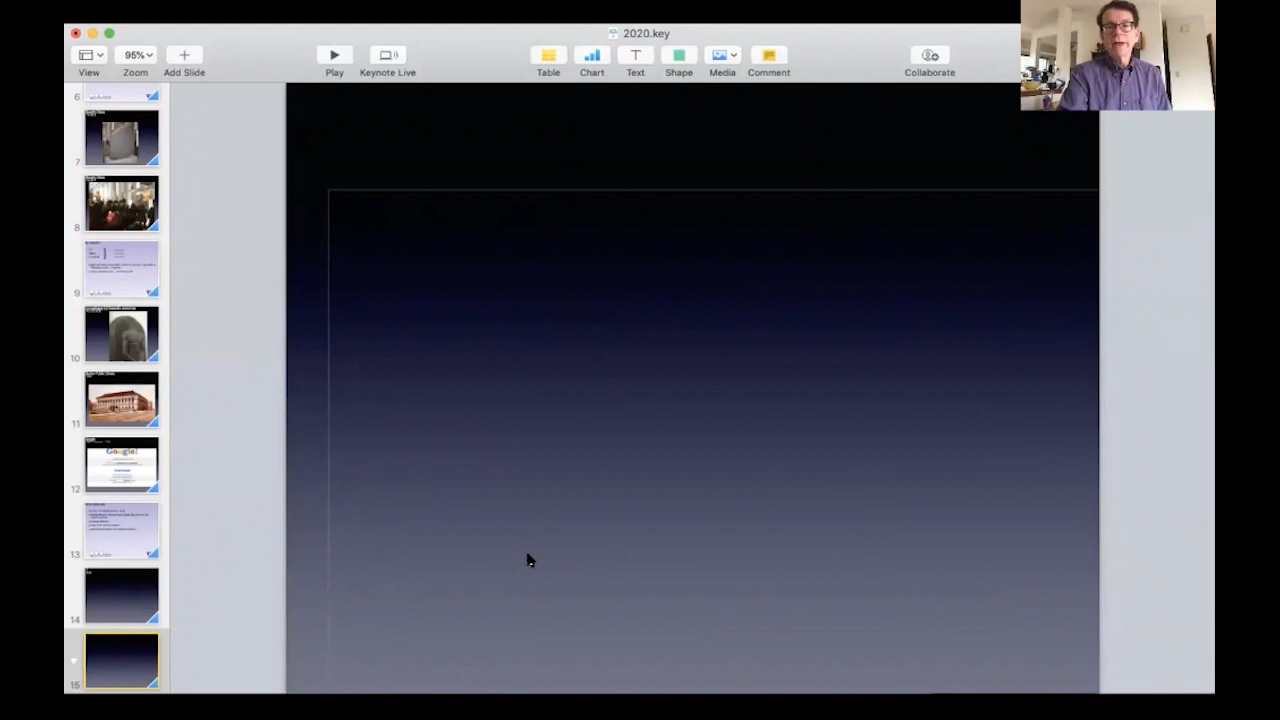 2020.key
95%
View
Zoom
Add Slide
Play
Keynote Live
Table
Chart
Text
Shape
Media
Comment
Collaborate
6
7
8
9
10
11
12
Google!
13
14
15